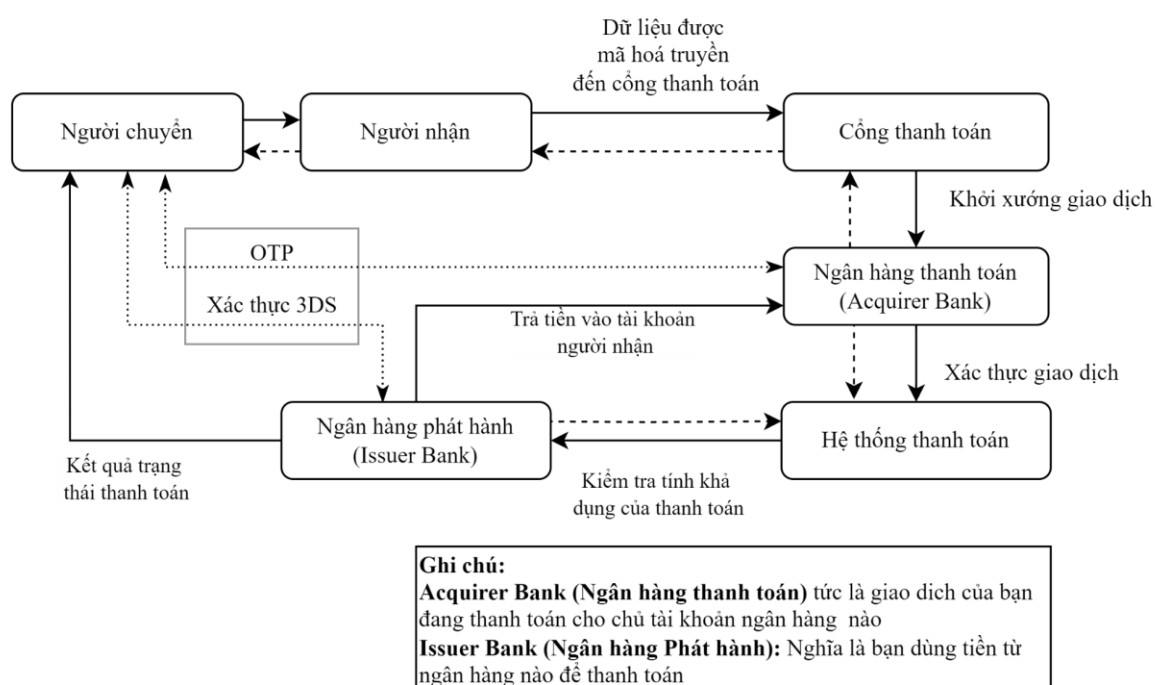 Dữ liệu được
mã hoá truyền
đến cổng thanh toán
Người chuyển
Người nhận
Cổng thanh toán
Khởi xướng giao dịch
OTP
Xác thực 3DS
Ngân hàng thanh toán
(Acquirer Bank)
Trả tiền vào tài khoản
người nhận
Xác thực giao dịch
Ngân hàng phát hành
(Issuer Bank)
Hệ thống thanh toán
Kết quả trạng
thái thanh toán
Kiểm tra tính khả
dụng của thanh toán
Ghi chú:
Acquirer Bank (Ngân hàng thanh toán) tức là giao dich của bạn
đang thanh toán cho chủ tài khoản ngân hàng nào
Issuer Bank (Ngân hàng Phát hành): Nghĩa là bạn dùng tiền từ
ngân hàng nào để thanh toán